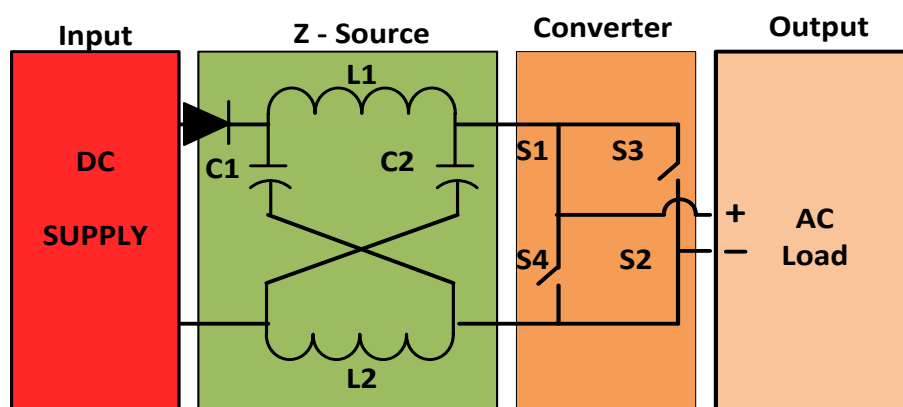 Input
Z - Source
Converter
Output
DC
SUPPLY
L1
C1
C2
L2
S1
S3
S4
S2
+
−
AC
Load